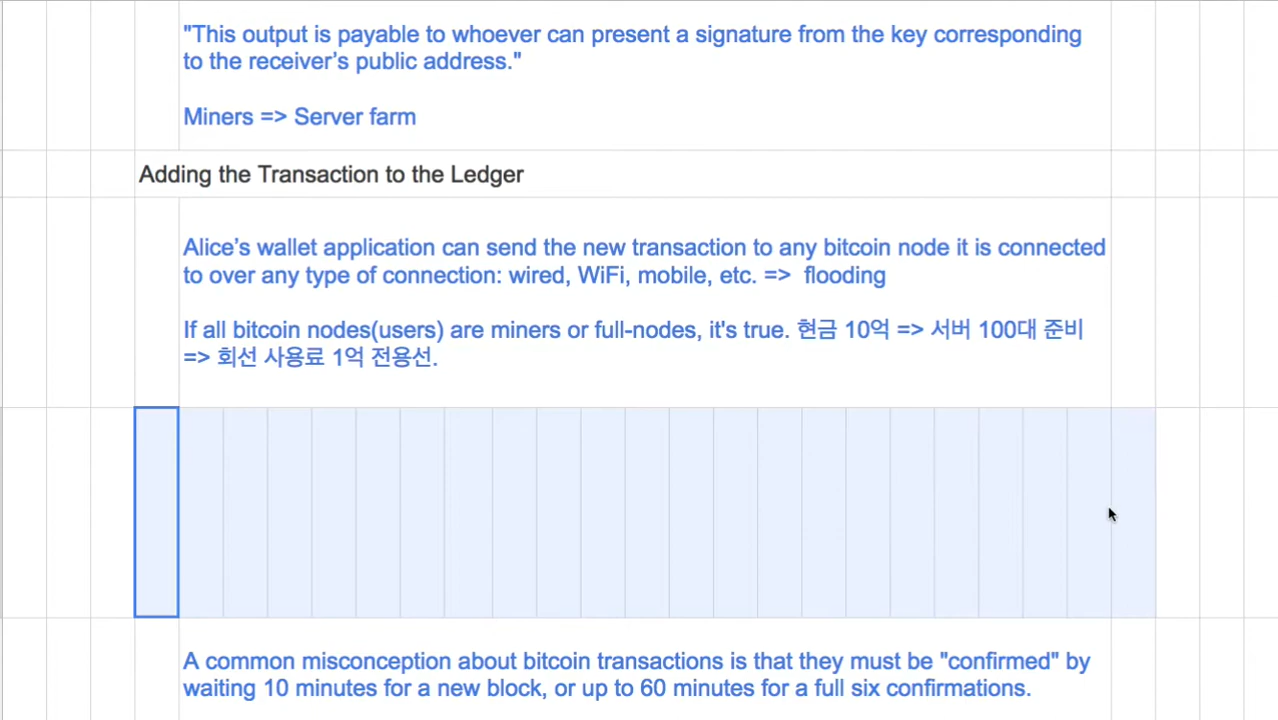 "This output is payable to whoever can present a signature from the key corresponding
to the receiver’s public address."
Miners => Server farm
Adding the Transaction to the Ledger
Alice’s wallet application can send the new transaction to any bitcoin node it is connected
to over any type of connection: wired, WiFi, mobile, etc. => flooding
If all bitcoin nodes(users) are miners or full-nodes, it's true. 현금 10억 => 서버 100대 준비
=> 회선 사용료 1억 전용선.
A common misconception about bitcoin transactions is that they must be "confirmed" by
waiting 10 minutes for a new block, or up to 60 minutes for a full six confirmations.